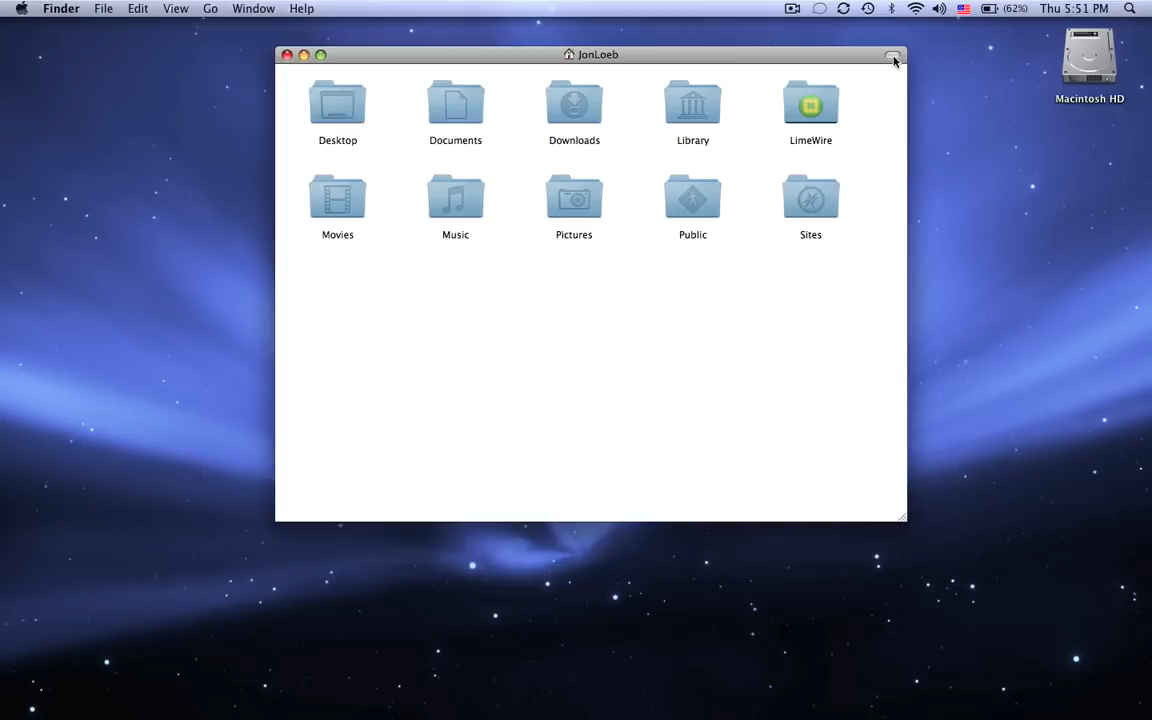 Finder File Edit View Go Window Help (62%) Thu 5:51 PM
JonLoeb
Macintosh HD
Desktop Documents Downloads Library LimeWire
Movies Music Pictures Public Sites